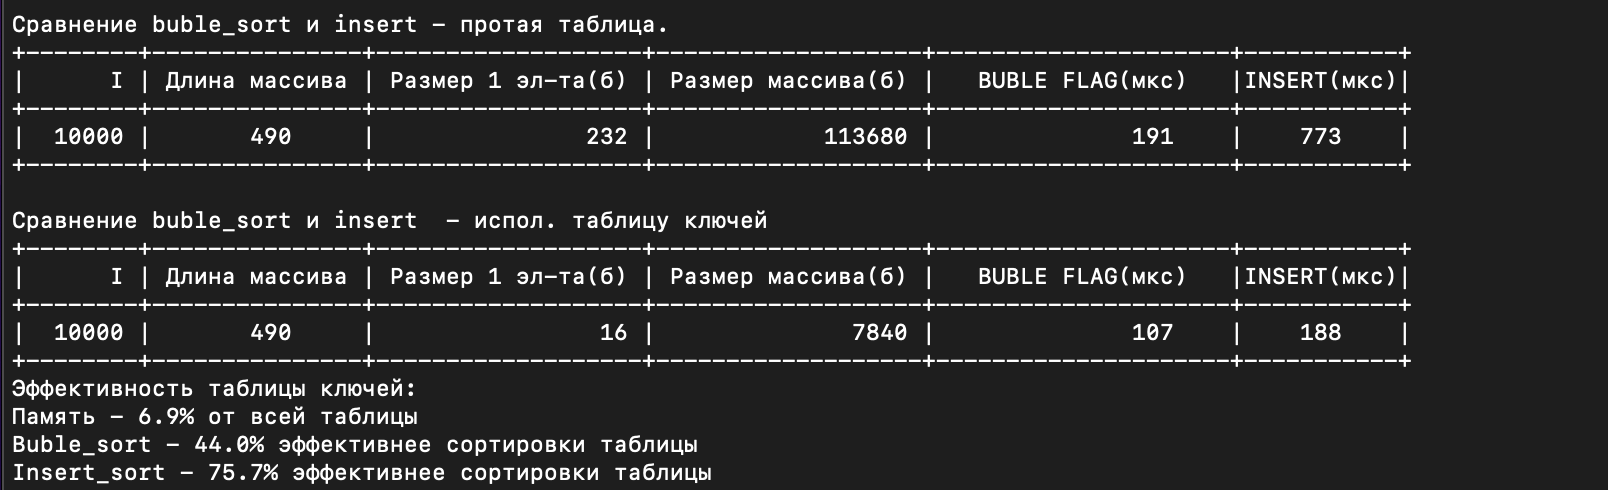 Сравнение buble_sort и insert – протая таблица.
+--------+---------------+-------------------+-------------------+---------------------+-----------+
|      I | Длина массива | Размер 1 эл-та(б) | Размер массива(б) |   BUBLE FLAG(мкс)   |INSERT(мкс)|
+--------+---------------+-------------------+-------------------+---------------------+-----------+
|  10000 |       490     |               232 |            113680 |              191    |    773    |
+--------+---------------+-------------------+-------------------+---------------------+-----------+
Сравнение buble_sort и insert  – испол. таблицу ключей
+--------+---------------+-------------------+-------------------+---------------------+-----------+
|      I | Длина массива | Размер 1 эл-та(б) | Размер массива(б) |   BUBLE FLAG(мкс)   |INSERT(мкс)|
+--------+---------------+-------------------+-------------------+---------------------+-----------+
|  10000 |       490     |                16 |              7840 |              107    |    188    |
+--------+---------------+-------------------+-------------------+---------------------+-----------+
Эффективность таблицы ключей:
Память – 6.9% от всей таблицы
Buble_sort – 44.0% эффективнее сортировки таблицы
Insert_sort – 75.7% эффективнее сортировки таблицы